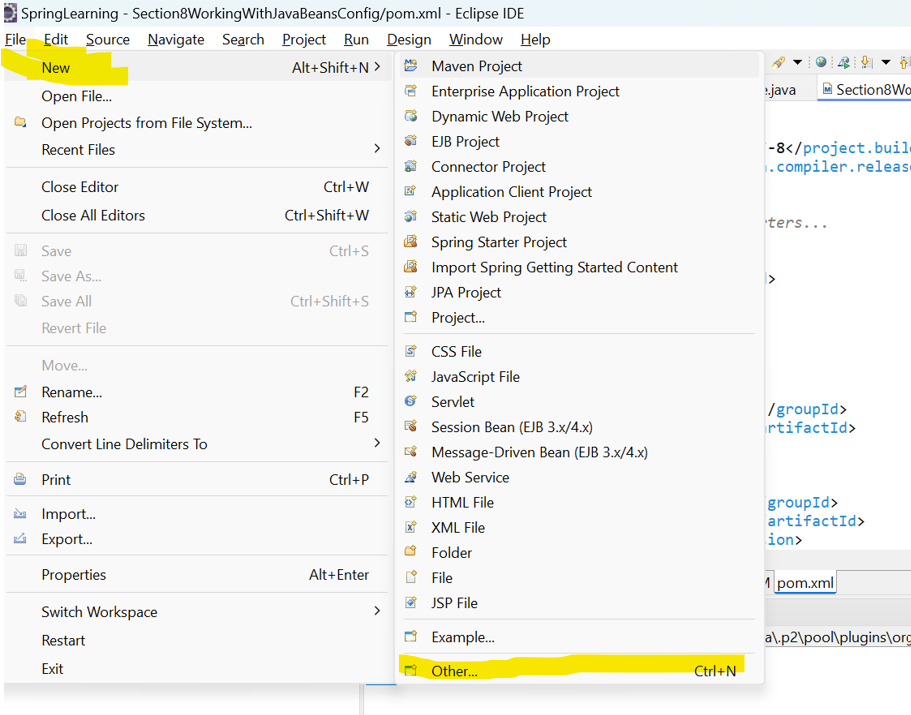 SpringLearning - Section8WorkingWithJavaBeansConfig/pom.xml - Eclipse IDE
File Edit Source Navigate Search Project Run Design Window Help
New Alt+Shift+N
Open File...
Open Projects from File System...
Recent Files
Close Editor Ctrl+W
Close All Editors Ctrl+Shift+W
Save Ctrl+S
Save As...
Save All Ctrl+Shift+S
Revert File
Move...
Rename... F2
Refresh F5
Convert Line Delimiters To
Print Ctrl+P
Import...
Export...
Properties Alt+Enter
Switch Workspace
Restart
Exit
Maven Project
Enterprise Application Project
Dynamic Web Project
EJB Project
Connector Project
Application Client Project
Static Web Project
Spring Starter Project
Import Spring Getting Started Content
JPA Project
Project...
CSS File
JavaScript File
Servlet
Session Bean (EJB 3.x/4.x)
Message-Driven Bean (EJB 3.x/4.x)
Web Service
HTML File
XML File
Folder
File
JSP File
Example...
Other... Ctrl+N
.java Section8Wo
-8</project.buil
.compiler.releas
ters...
>
/groupId>
rtifactId>
groupId>
artifactId>
ion>
pom.xml
a\.p2\pool\plugins\org